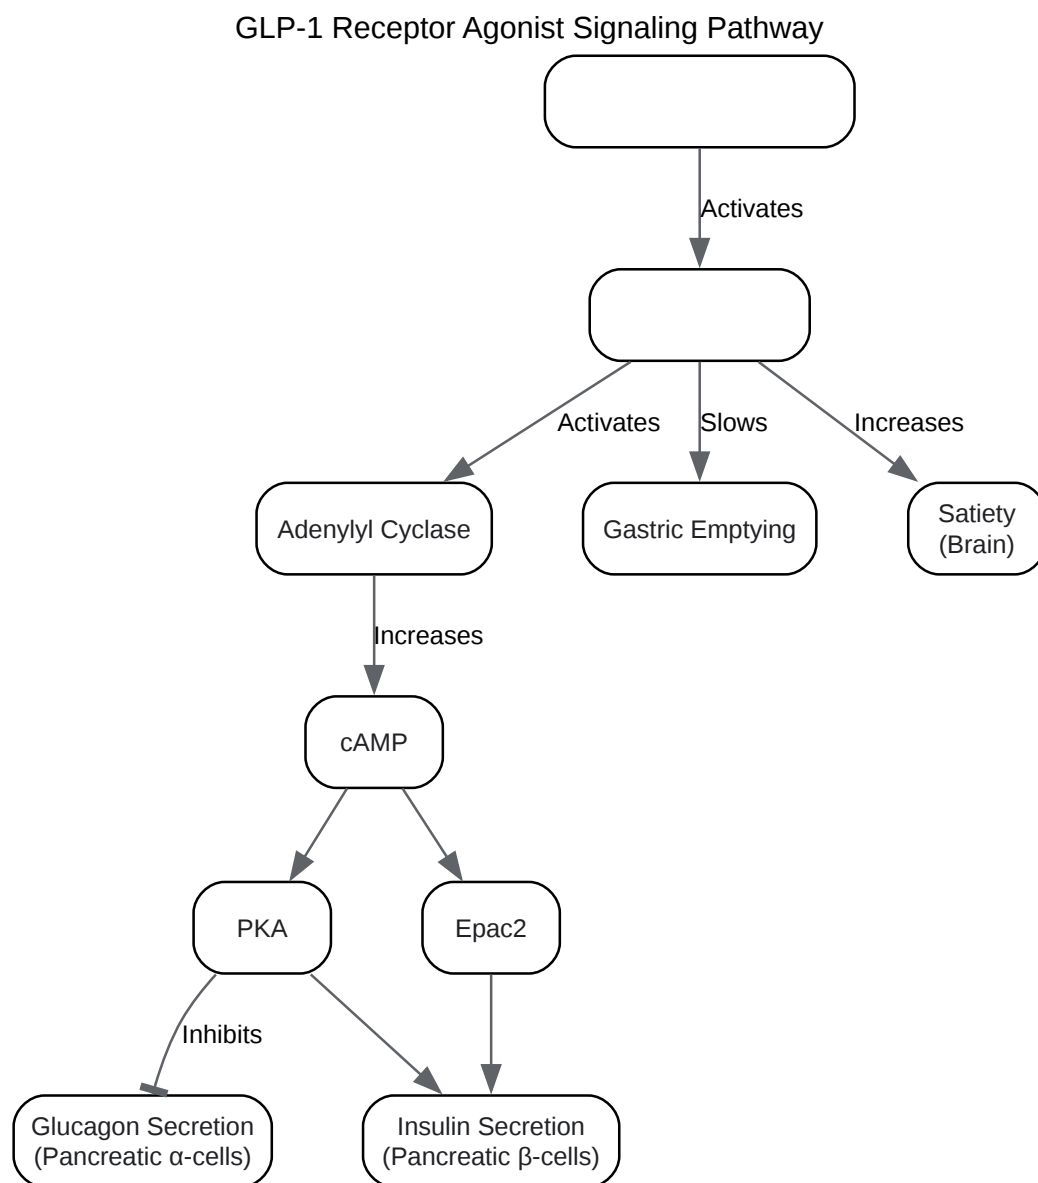 GLP-1 Receptor Agonist Signaling Pathway
Activates
Activates
Slows
Increases
Adenylyl Cyclase
Gastric Emptying
Satiety
(Brain)
Increases
cAMP
PKA
Epac2
Inhibits
Glucagon Secretion
(Pancreatic α-cells)
Insulin Secretion
(Pancreatic β-cells)